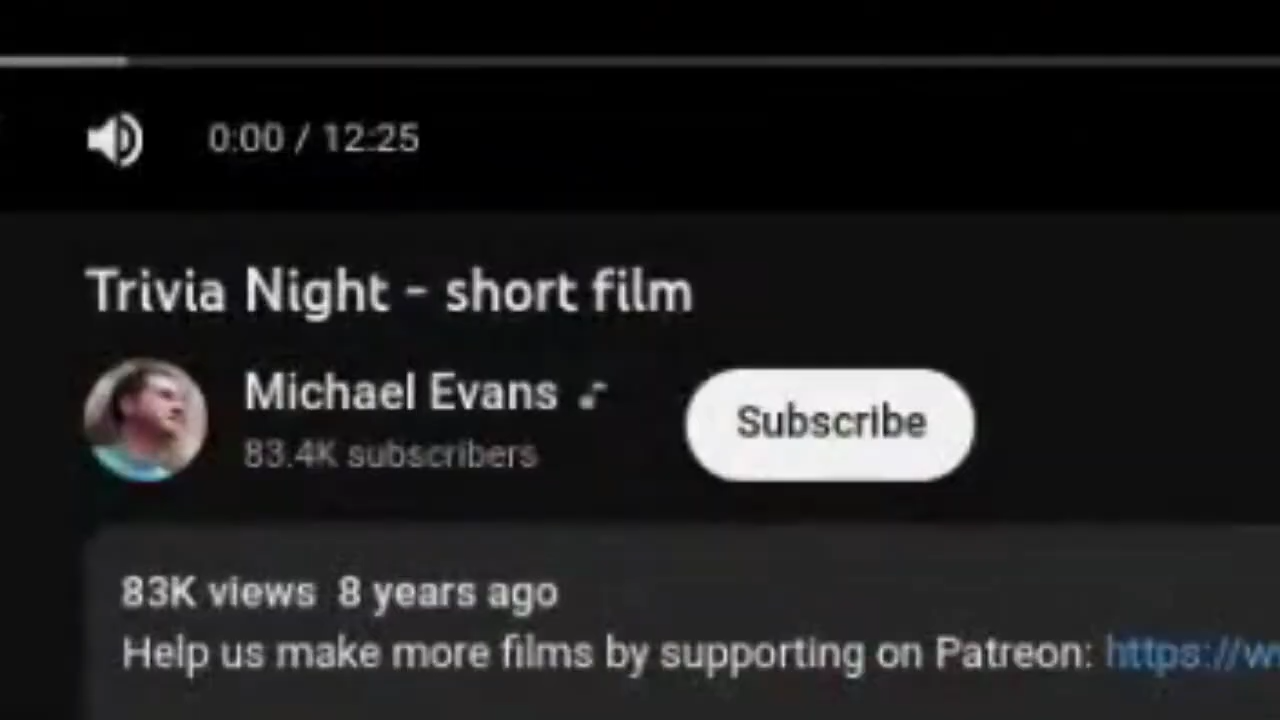 0:00 / 12:25
Trivia Night - short film
Michael Evans
Subscribe
83.4K subscribers
83K views 8 years ago
Help us make more films by supporting on Patreon: https://w